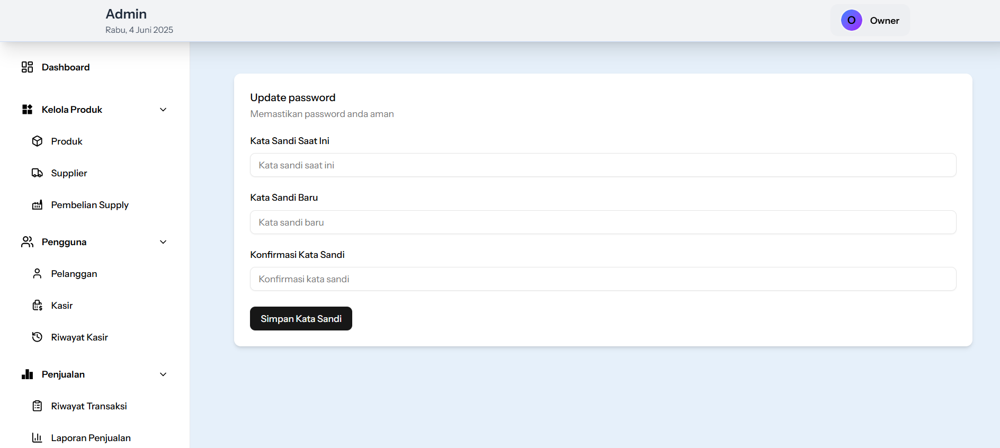 Admin
Rabu, 4 Juni 2025
O
Owner
Dashboard
Kelola Produk
Produk
Supplier
Pembelian Supply
Pengguna
Pelanggan
Kasir
Riwayat Kasir
Penjualan
Riwayat Transaksi
Laporan Penjualan
Update password
Memastikan password anda aman
Kata Sandi Saat Ini
Kata sandi saat ini
Kata Sandi Baru
Kata sandi baru
Konfirmasi Kata Sandi
Konfirmasi kata sandi
Simpan Kata Sandi